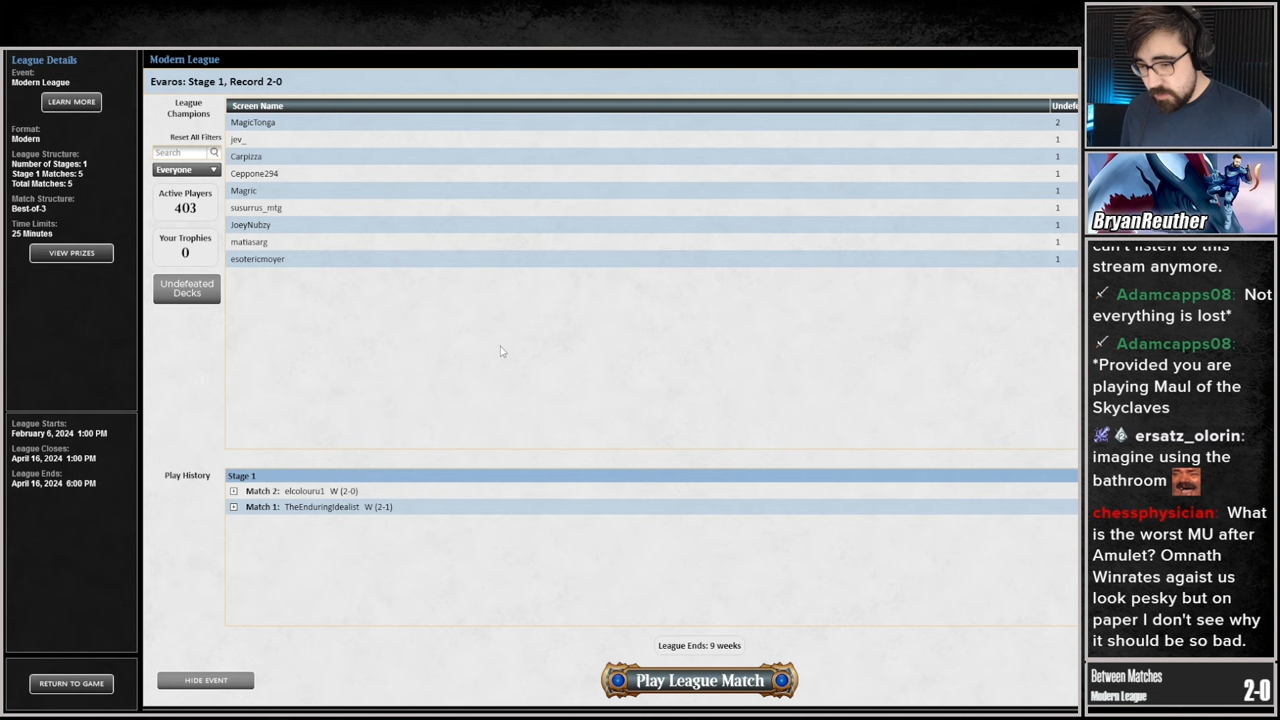 League Details
Event:
Modern League
LEARN MORE
Format:
Modern
League Structure:
Number of Stages: 1
Stage 1 Matches: 5
Total Matches: 5
Match Structure:
Best-of-3
Time Limits:
25 Minutes
VIEW PRIZES
League Starts:
February 6, 2024 1:00 PM
League Closes:
April 16, 2024 1:00 PM
League Ends:
April 16, 2024 6:00 PM
RETURN TO GAME
Modern League
Evaros: Stage 1, Record 2-0
League
Champions
Reset All Filters
Search
Everyone
Active Players
403
Your Trophies
0
Undefeated
Decks
Screen Name Undefe
MagicTonga 2
jev_ 1
Carpizza 1
Ceppone294 1
Magric 1
susurrus_mtg 1
JoeyNubzy 1
matiasarg 1
esotericmoyer 1
Play History
Stage 1
Match 2: elcolouru1 W (2-0)
Match 1: TheEnduringIdealist W (2-1)
League Ends: 9 weeks
HIDE EVENT
Play League Match
BryanReuther
can't listen to this
stream anymore.
Adamcapps08: Not
everything is lost*
Adamcapps08:
*Provided you are
playing Maul of the
Skyclaves
ersatz_olorin:
imagine using the
bathroom
chessphysician: What
is the worst MU after
Amulet? Omnath
Winrates agaist us
look pesky but on
paper I don't see why
it should be so bad.
Between Matches
Modern League
2-0